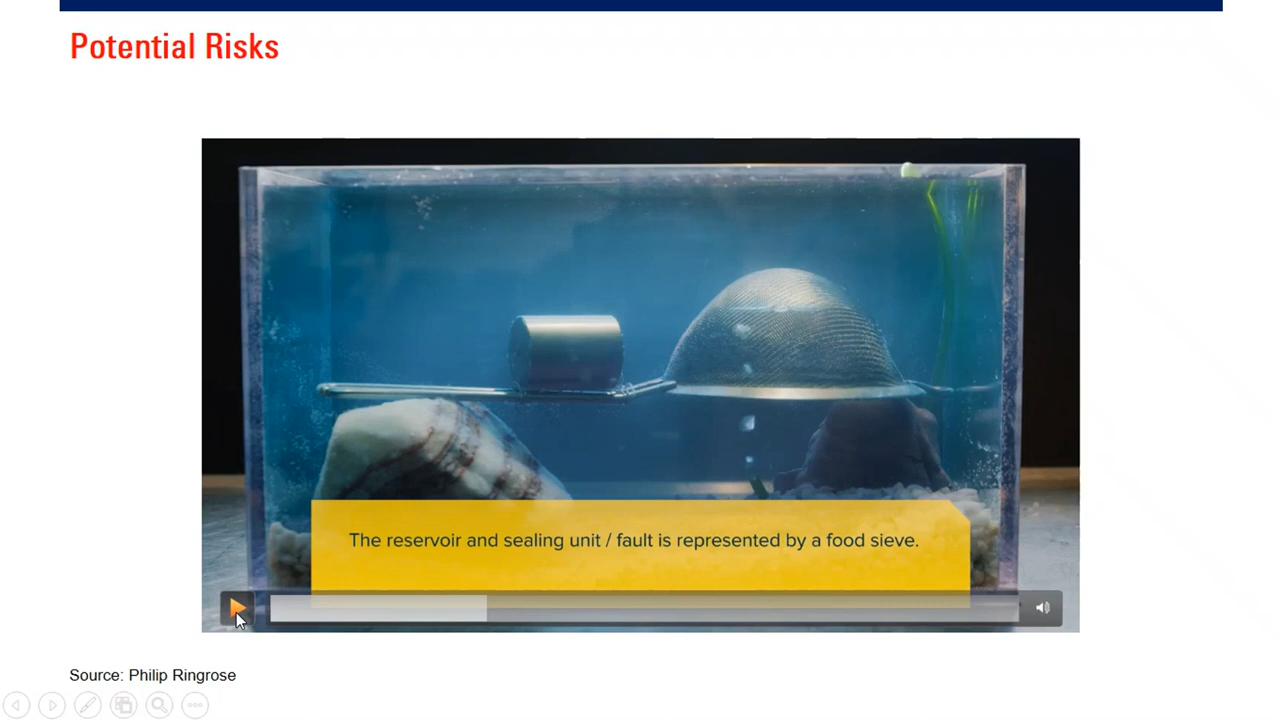 Potential Risks
The reservoir and sealing unit / fault is represented by a food sieve.
Source: Philip Ringrose